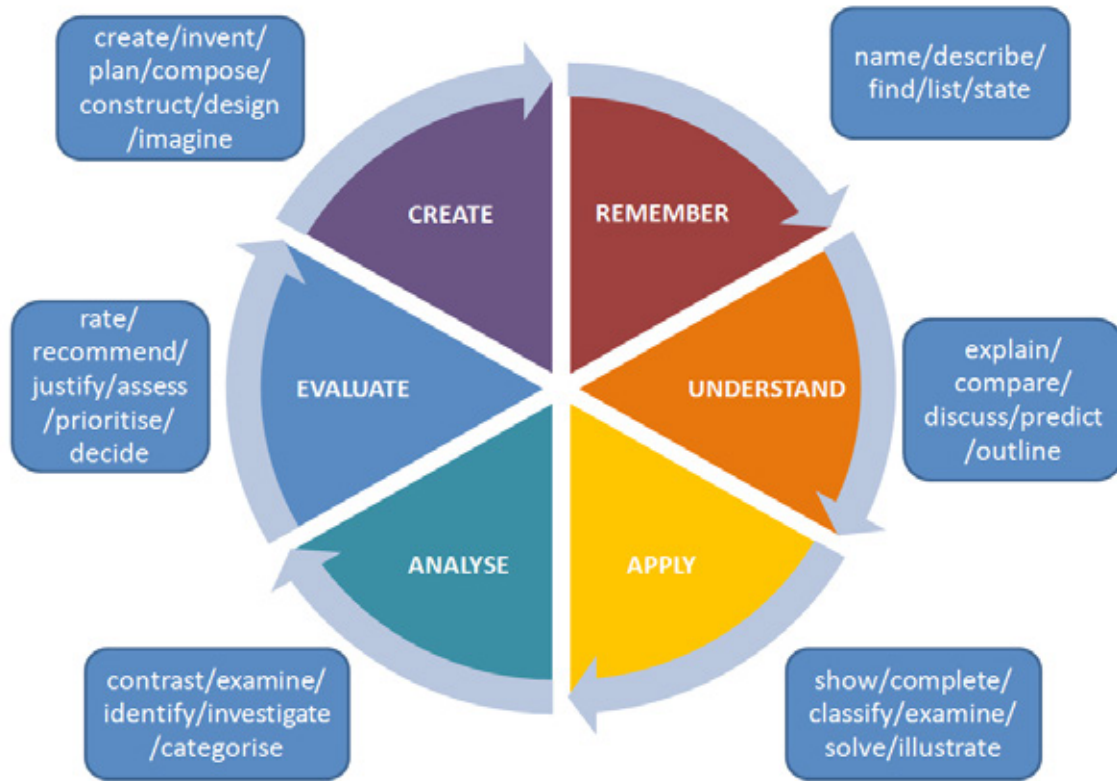 create/invent/
plan/compose/
construct/design
/imagine
name/describe/
find/list/state
CREATE
REMEMBER
rate/
recommend/
justify/assess
/prioritise/
decide
EVALUATE
UNDERSTAND
explain/
compare/
discuss/predict
/outline
ANALYSE
APPLY
contrast/examine/
identify/investigate
/categorise
show/complete/
classify/examine/
solve/illustrate